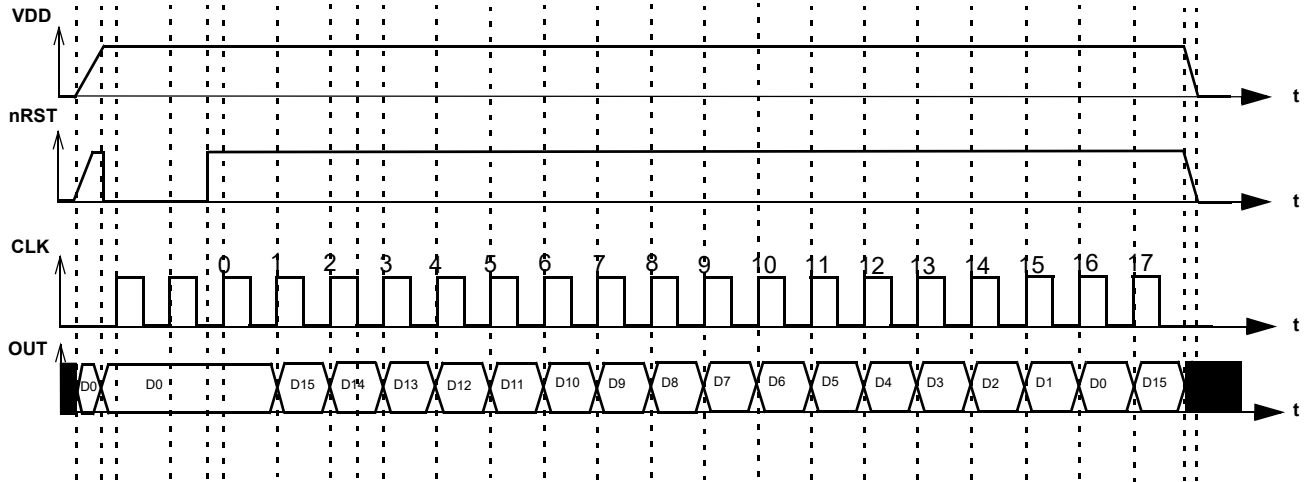 VDD
t
nRST
t
CLK
0 1 2 3 4 5 6 7 8 9 10 11 12 13 14 15 16 17
t
OUT
D0 D0 D15 D14 D13 D12 D11 D10 D9 D8 D7 D6 D5 D4 D3 D2 D1 D0 D15
t